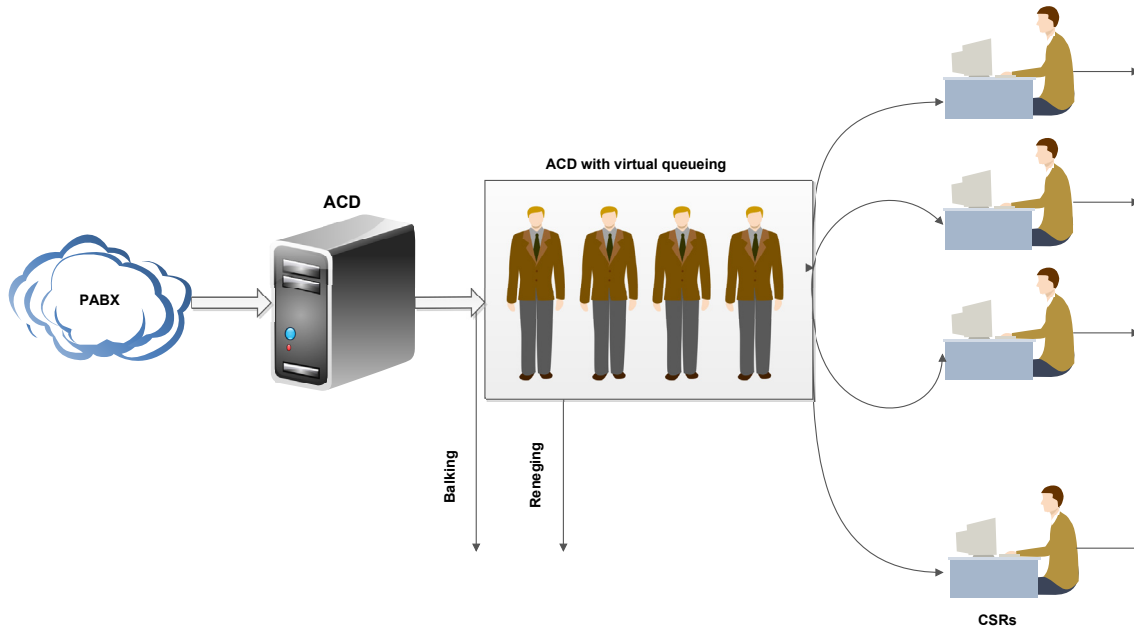 ACD with virtual queueing
ACD
PABX
Balking
Reneging
CSRs